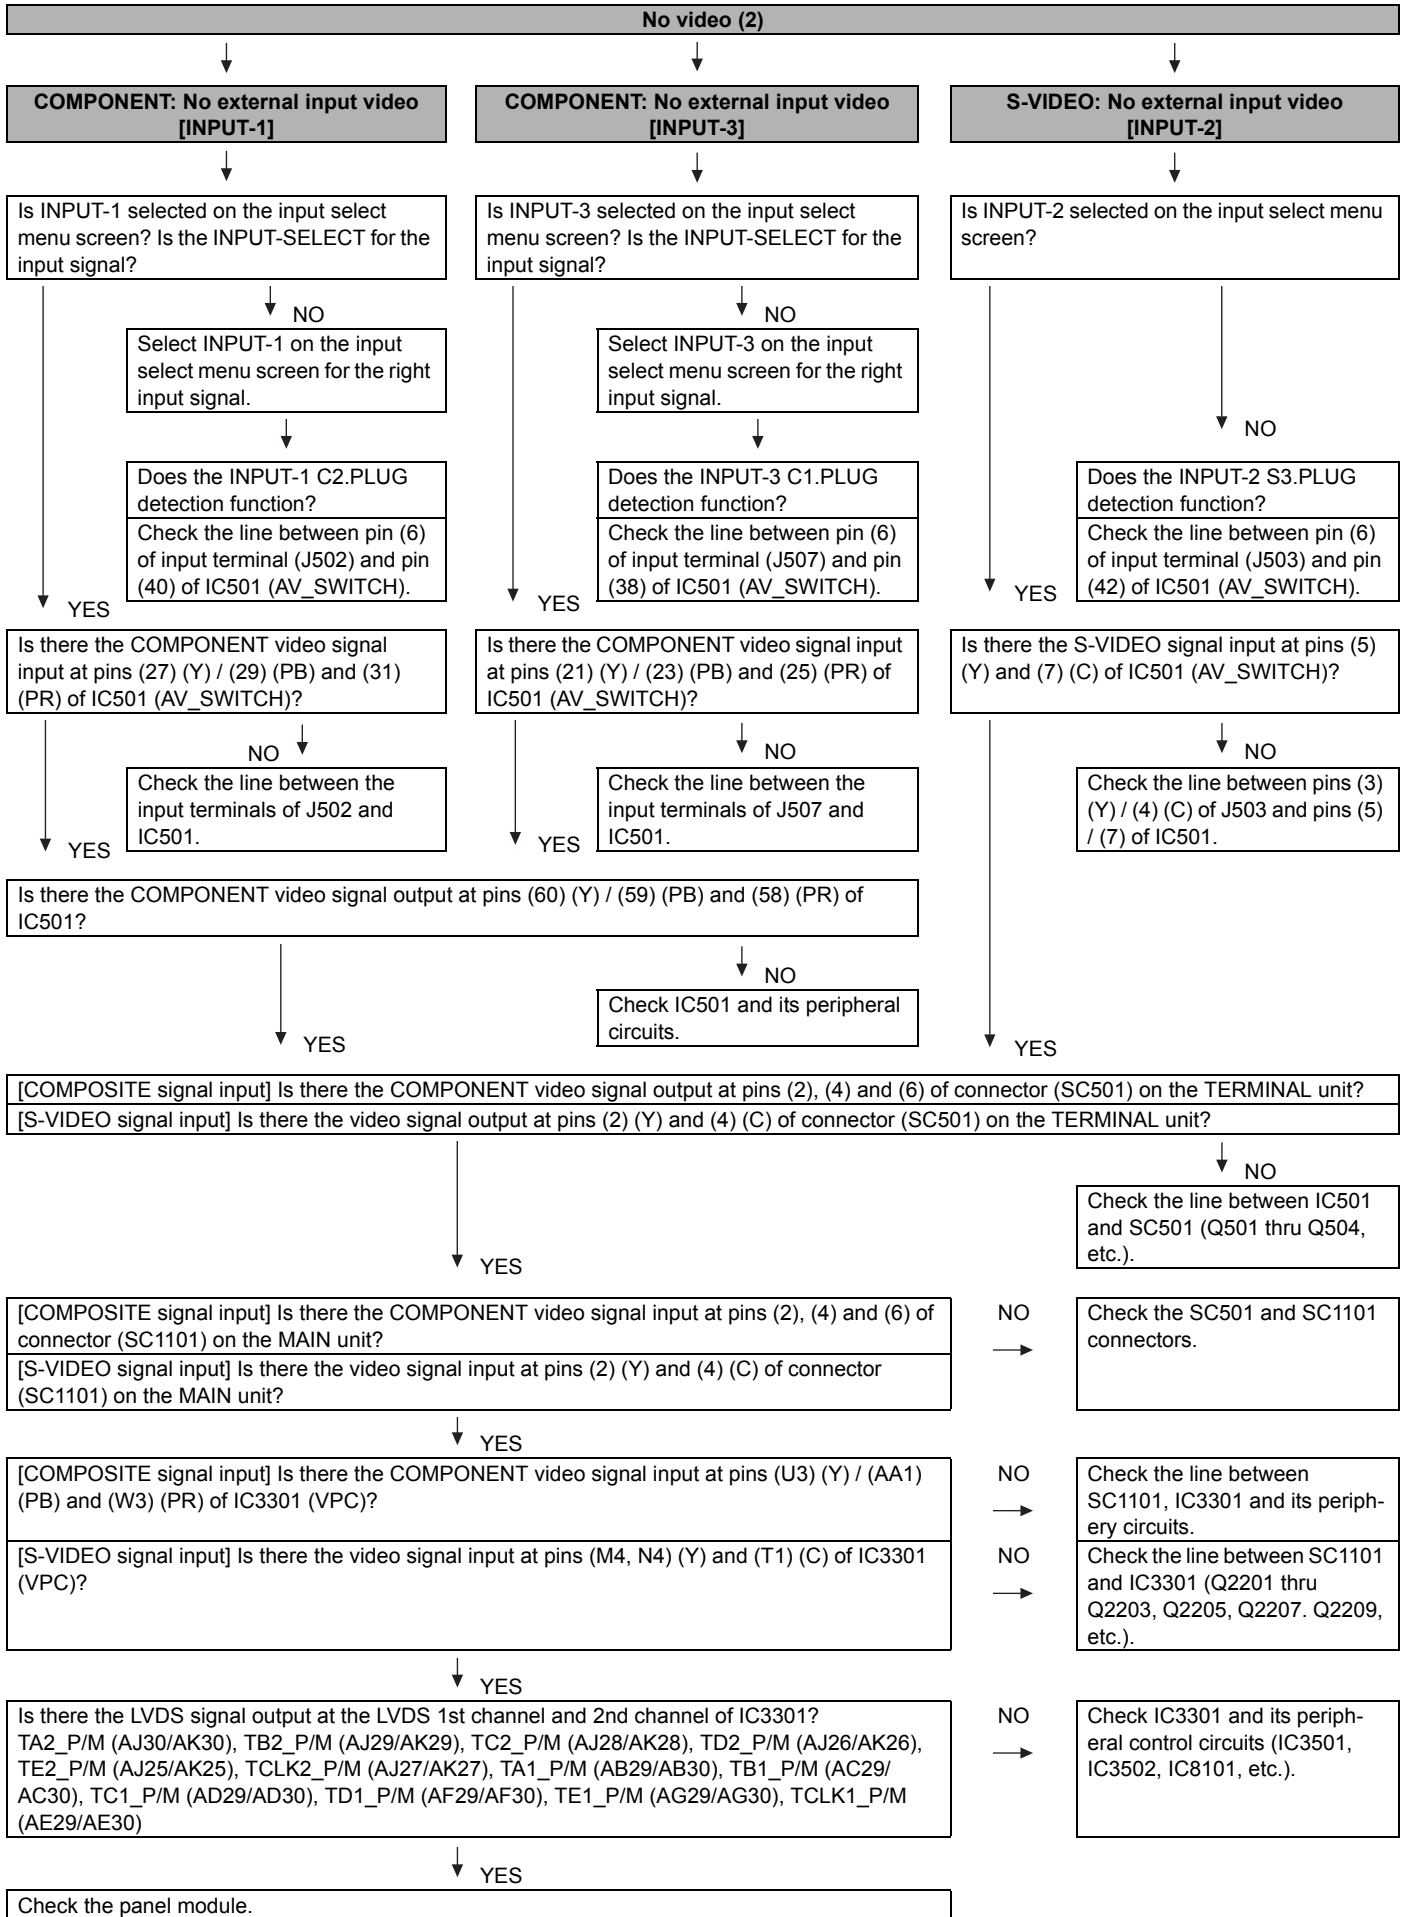 No video (2)
COMPONENT: No external input video
[INPUT-1]
COMPONENT: No external input video
[INPUT-3]
S-VIDEO: No external input video
[INPUT-2]
Is INPUT-1 selected on the input select
menu screen? Is the INPUT-SELECT for the
input signal?
Is INPUT-3 selected on the input select
menu screen? Is the INPUT-SELECT for the
input signal?
Is INPUT-2 selected on the input select menu
screen?
NO
NO
Select INPUT-1 on the input
select menu screen for the right
input signal.
Select INPUT-3 on the input
select menu screen for the right
input signal.
NO
Does the INPUT-1 C2.PLUG
detection function?
Check the line between pin (6)
of input terminal (J502) and pin
(40) of IC501 (AV_SWITCH).
Does the INPUT-3 C1.PLUG
detection function?
Check the line between pin (6)
of input terminal (J507) and pin
(38) of IC501 (AV_SWITCH).
Does the INPUT-2 S3.PLUG
detection function?
Check the line between pin (6)
of input terminal (J503) and pin
(42) of IC501 (AV_SWITCH).
YES
YES
YES
Is there the COMPONENT video signal
input at pins (27) (Y) / (29) (PB) and (31)
(PR) of IC501 (AV_SWITCH)?
Is there the COMPONENT video signal input
at pins (21) (Y) / (23) (PB) and (25) (PR) of
IC501 (AV_SWITCH)?
Is there the S-VIDEO signal input at pins (5)
(Y) and (7) (C) of IC501 (AV_SWITCH)?
NO
NO
NO
Check the line between the
input terminals of J502 and
IC501.
Check the line between the
input terminals of J507 and
IC501.
Check the line between pins (3)
(Y) / (4) (C) of J503 and pins (5)
/ (7) of IC501.
YES
YES
Is there the COMPONENT video signal output at pins (60) (Y) / (59) (PB) and (58) (PR) of
IC501?
NO
Check IC501 and its peripheral
circuits.
YES
YES
[COMPOSITE signal input] Is there the COMPONENT video signal output at pins (2), (4) and (6) of connector (SC501) on the TERMINAL unit?
[S-VIDEO signal input] Is there the video signal output at pins (2) (Y) and (4) (C) of connector (SC501) on the TERMINAL unit?
NO
Check the line between IC501
and SC501 (Q501 thru Q504,
etc.).
YES
[COMPOSITE signal input] Is there the COMPONENT video signal input at pins (2), (4) and (6) of
connector (SC1101) on the MAIN unit?
[S-VIDEO signal input] Is there the video signal input at pins (2) (Y) and (4) (C) of connector
(SC1101) on the MAIN unit?
NO
Check the SC501 and SC1101
connectors.
YES
[COMPOSITE signal input] Is there the COMPONENT video signal input at pins (U3) (Y) / (AA1)
(PB) and (W3) (PR) of IC3301 (VPC)?
NO
Check the line between
SC1101, IC3301 and its periph-
ery circuits.
[S-VIDEO signal input] Is there the video signal input at pins (M4, N4) (Y) and (T1) (C) of IC3301
(VPC)?
NO
Check the line between SC1101
and IC3301 (Q2201 thru
Q2203, Q2205, Q2207. Q2209,
etc.).
YES
Is there the LVDS signal output at the LVDS 1st channel and 2nd channel of IC3301?
TA2_P/M (AJ30/AK30), TB2_P/M (AJ29/AK29), TC2_P/M (AJ28/AK28), TD2_P/M (AJ26/AK26),
TE2_P/M (AJ25/AK25), TCLK2_P/M (AJ27/AK27), TA1_P/M (AB29/AB30), TB1_P/M (AC29/
AC30), TC1_P/M (AD29/AD30), TD1_P/M (AF29/AF30), TE1_P/M (AG29/AG30), TCLK1_P/M
(AE29/AE30)
NO
Check IC3301 and its periph-
eral control circuits (IC3501,
IC3502, IC8101, etc.).
YES
Check the panel module.